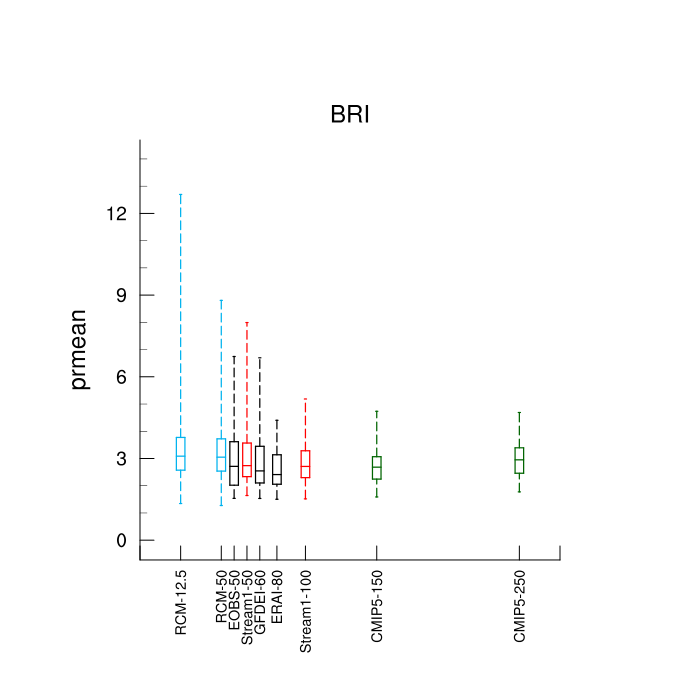 BRI
prmean
12
9
6
3
0
RCM-12.5
RCM-50
EOBS-50
Stream1-50
GFDEI-60
ERAI-80
Stream1-100
CMIP5-150
CMIP5-250